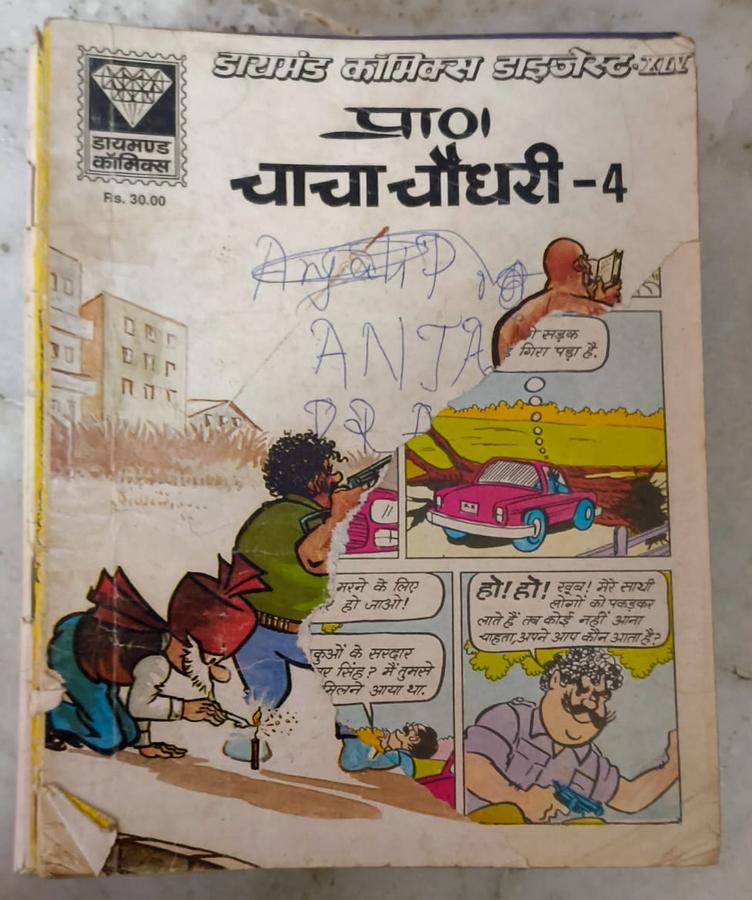 डायमंड कॉमिक्स डाइजेस्ट-XLV
डायमण्ड
कॉमिक्स
Rs. 30.00
प्राण
चाचा चौधरी -4
ANJA
सड़क
गिरा पड़ा है.
मरने के लिए
हो जाओ!
के सरदार
सिंह? मैं तुमसे
मिलने आया था.
हो! हो! खूब! मेरे साथी
लोगों को पकड़कर
लाते हैं तब कोई नहीं आना
चाहता, अपने आप कौन आता है?